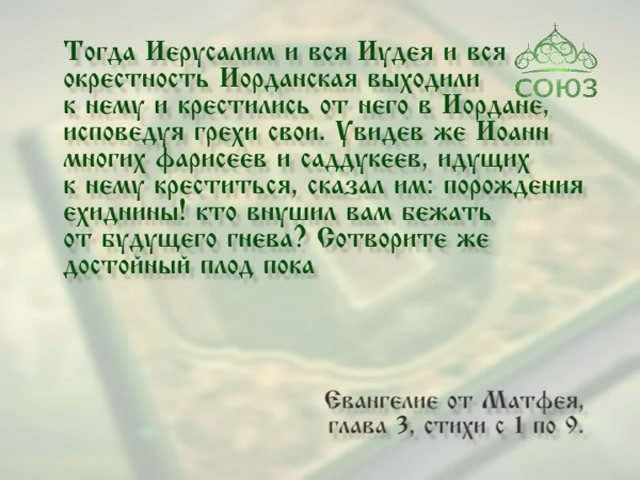 Тогда Иерусалим и вся Иудея и вся
окрестность Иорданская выходили
к нему и крестились от него в Иордане,
исповедуя грехи свои. Увидев же Иоанн
многих фарисеев и саддукеев, идущих
к нему креститься, сказал им: порождения
ехиднины! кто внушил вам бежать
от будущего гнева? Сотворите же
достойный плод пока
СОЮЗ
Евангелие от Матфея,
глава 3, стихи с 1 по 9.